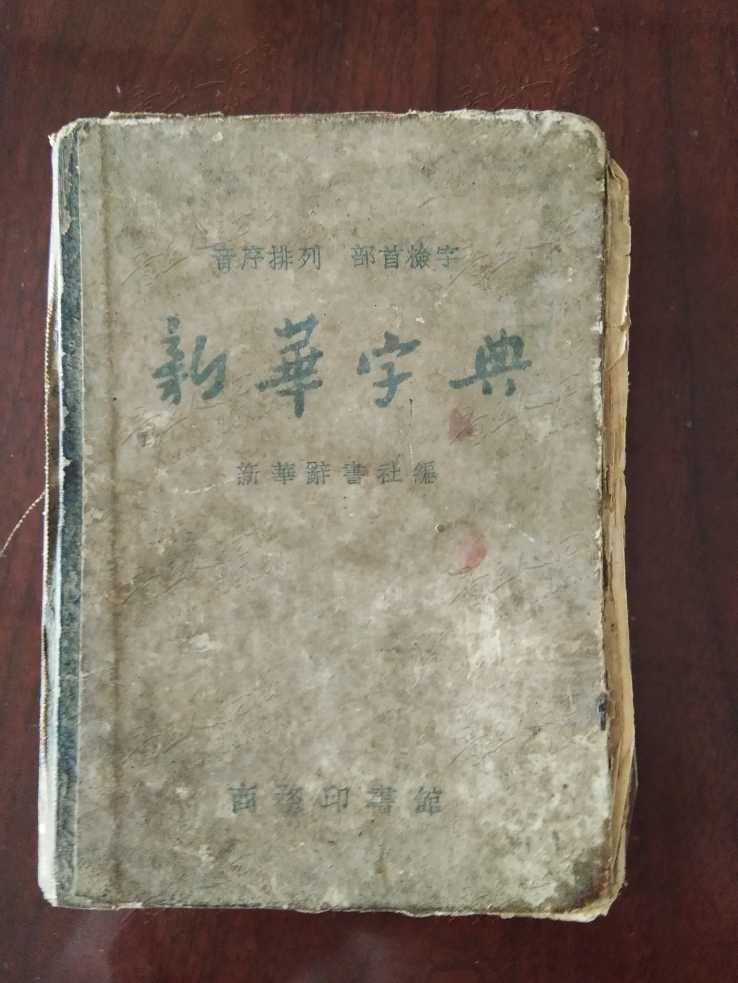 音序排列 部首檢字
新華字典
新華辭書社編
商務印書館